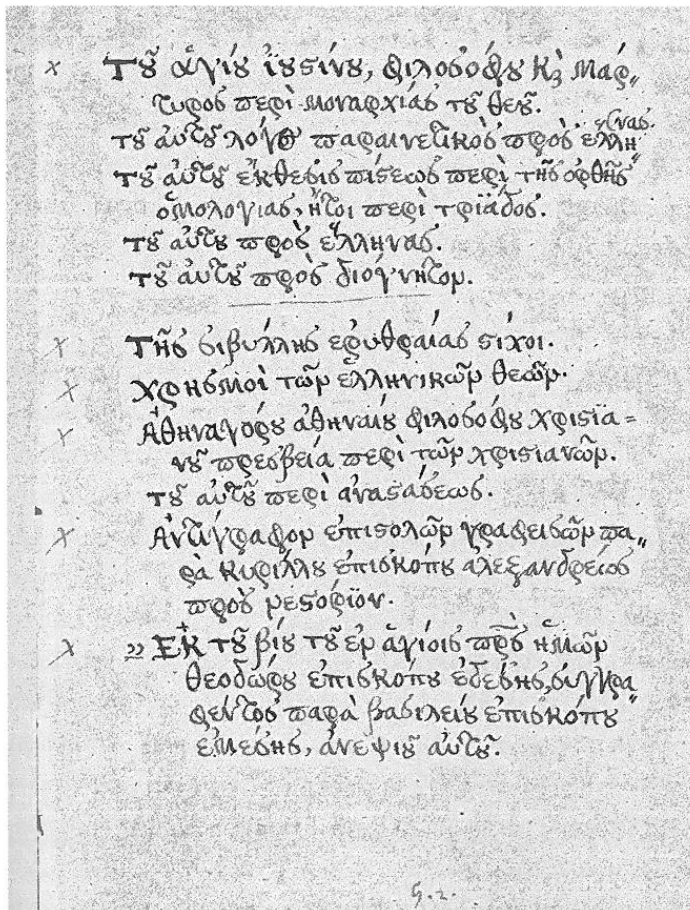 Τοῦ ἁγίου ἰουστίνου, φιλοσόφου κὶ μάρ„
τυρος περὶ μοναρχίας τοῦ θεοῦ.
τοῦ αὐτοῦ λόγος παραινετικὸς πρὸς ἕλληνας.
τοῦ αὐτοῦ ἔκθεσις πίστεως περὶ τῆς ὀρθῆς
ὁμολογίας, ἤτοι περὶ τριάδος.
τοῦ αὐτοῦ πρὸς ἕλληνας.
τοῦ αὐτοῦ πρὸς διόγνητον.
Τῆς σιβύλλης ἐρυθραίας στίχοι.
χρησμοὶ τῶν ἑλληνικῶν θεῶν.
Ἀθηναγόρου ἀθηναίου φιλοσόφου χριστϊα=
νοῦ πρεσβεία περὶ τῶν χριστιανῶν.
τοῦ αὐτοῦ περὶ ἀναστάσεως.
Ἀντίγραφον ἐπιστολῶν γραφεισῶν πα„
ρὰ κυρίλλου ἐπισκόπου ἀλεξανδρείας
πρὸς νεστόριον.
» Ἐκ τοῦ βίου τοῦ ἐν ἁγίοις πρὸς ἡμῶν
θεοδώρου ἐπισκόπου ἐδέσης, συγγρα„
φέντος παρὰ βασιλείου ἐπισκόπου
ἐμέσης, ἀνεψιοῦ αὐτοῦ.